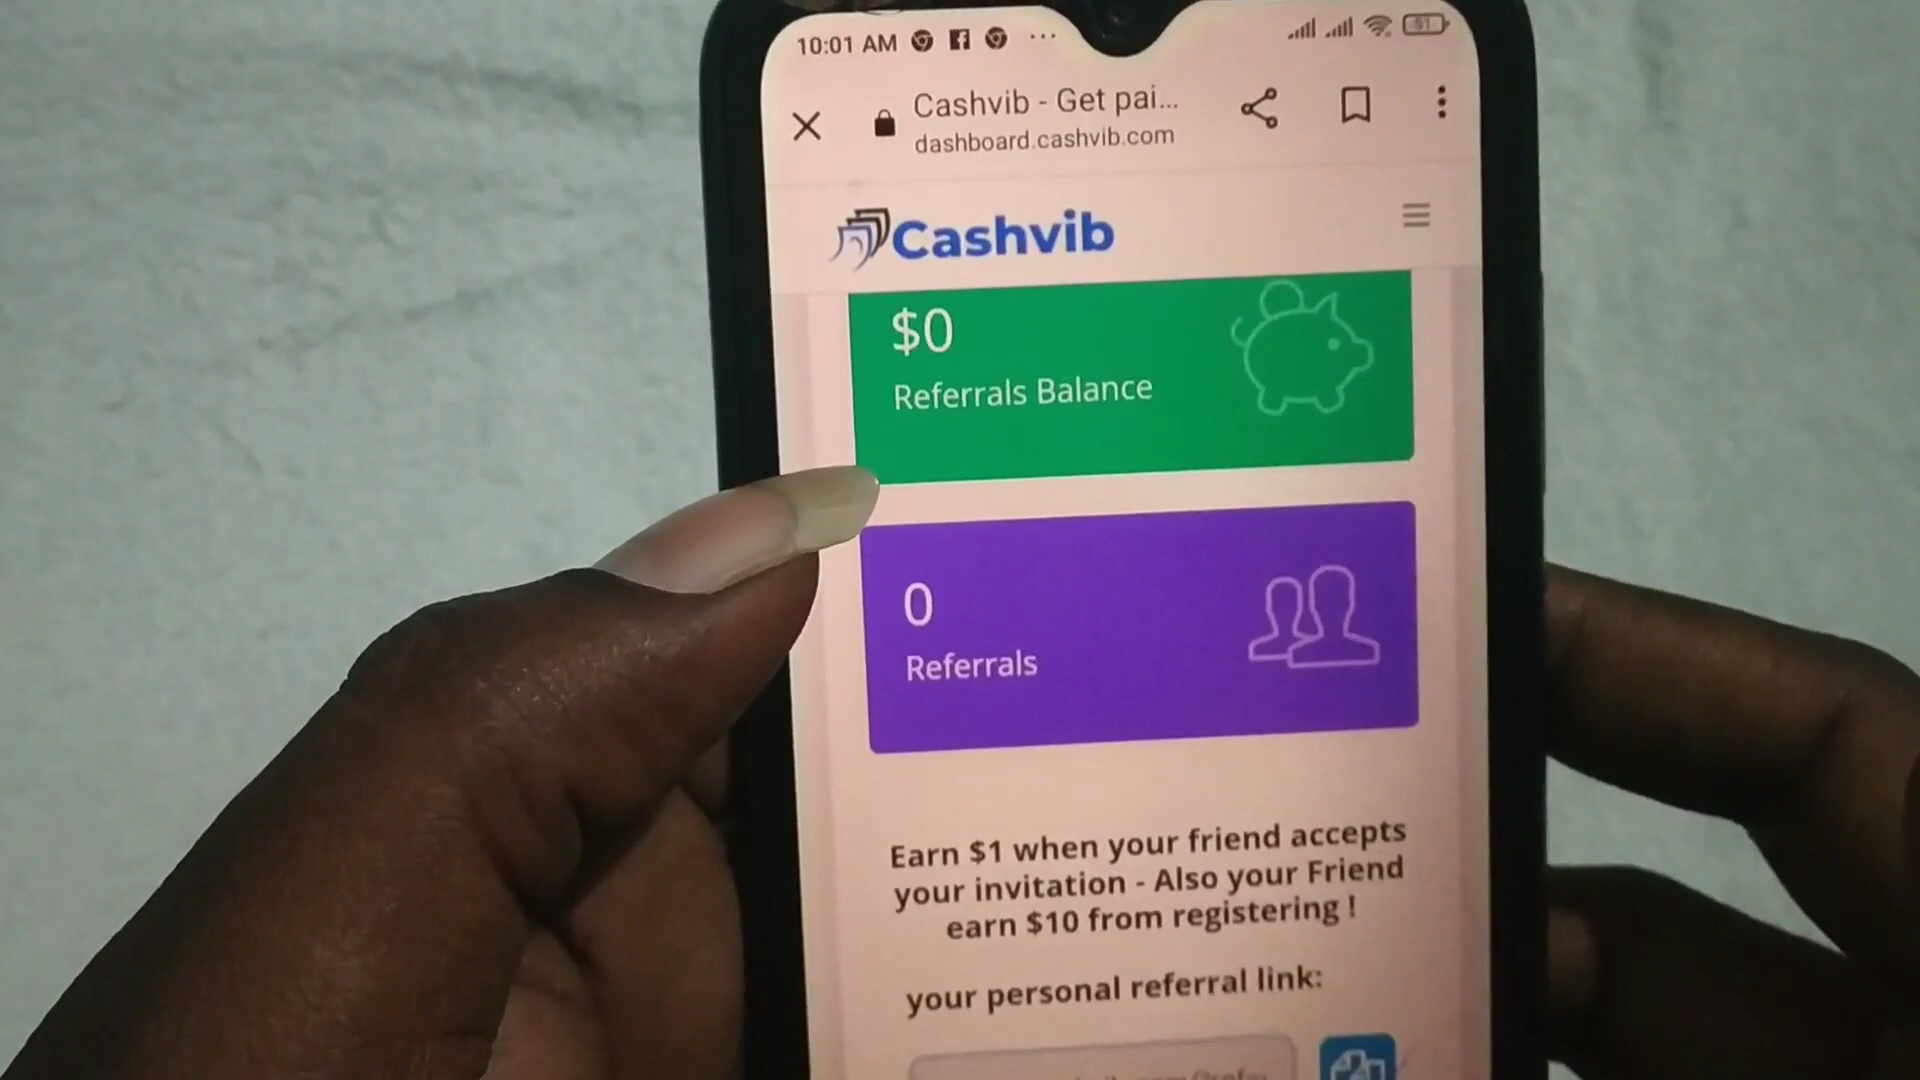 10:01 AM
51
Cashvib - Get pai...
dashboard.cashvib.com
Cashvib
$0
Referrals Balance
0
Referrals
Earn $1 when your friend accepts
your invitation - Also your Friend
earn $10 from registering !
your personal referral link: